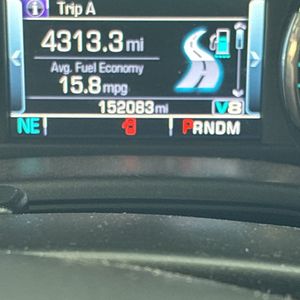 i Trip A
4313.3 mi
Avg. Fuel Economy
15.8 mpg
152083 mi V8
NE PRNDM